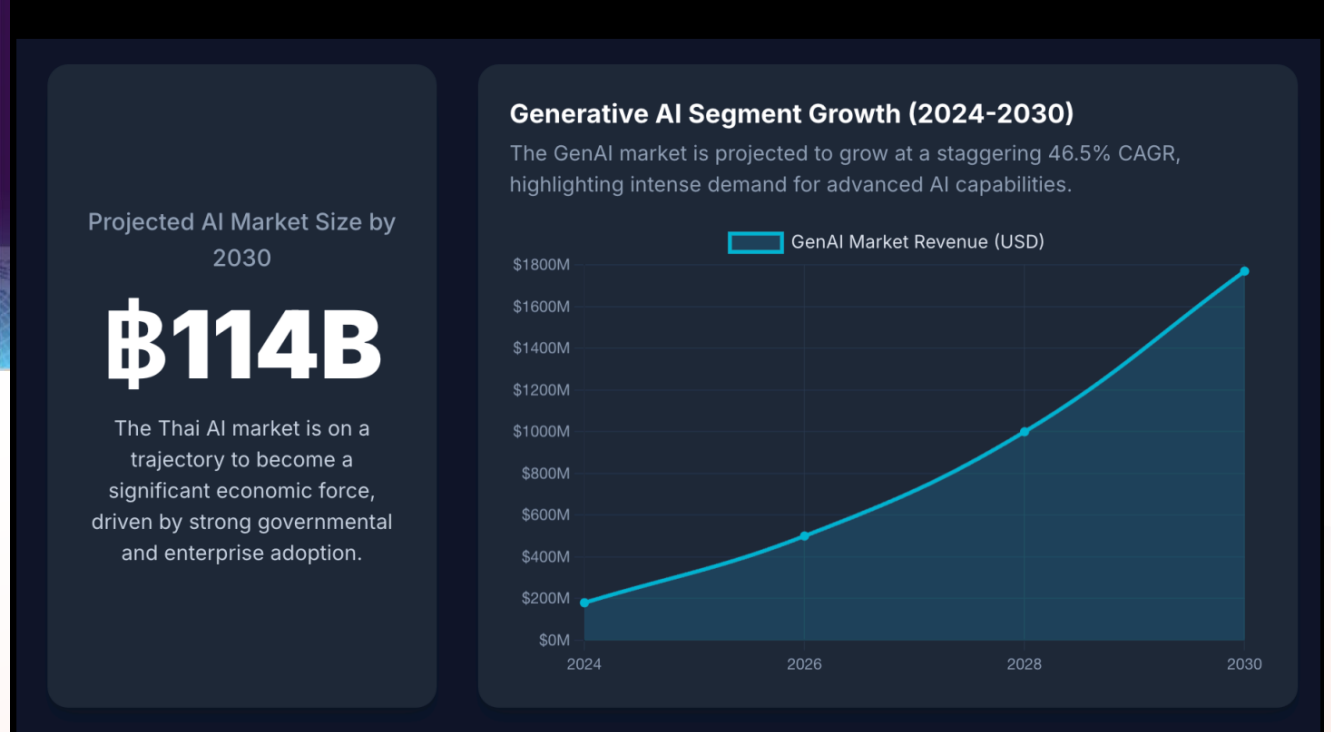 Projected AI Market Size by
2030
฿114B
The Thai AI market is on a
trajectory to become a
significant economic force,
driven by strong governmental
and enterprise adoption.
Generative AI Segment Growth (2024-2030)
The GenAI market is projected to grow at a staggering 46.5% CAGR,
highlighting intense demand for advanced AI capabilities.
GenAI Market Revenue (USD)
$1800M
$1600M
$1400M
$1200M
$1000M
$800M
$600M
$400M
$200M
$0M
2024 2026 2028 2030